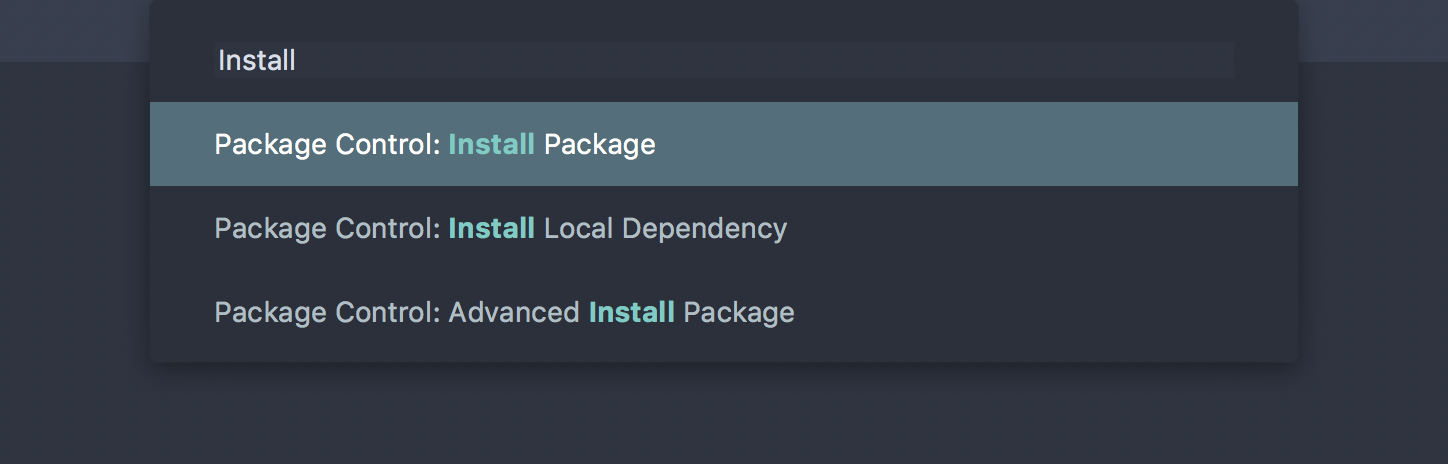 Install
Package Control: Install Package
Package Control: Install Local Dependency
Package Control: Advanced Install Package